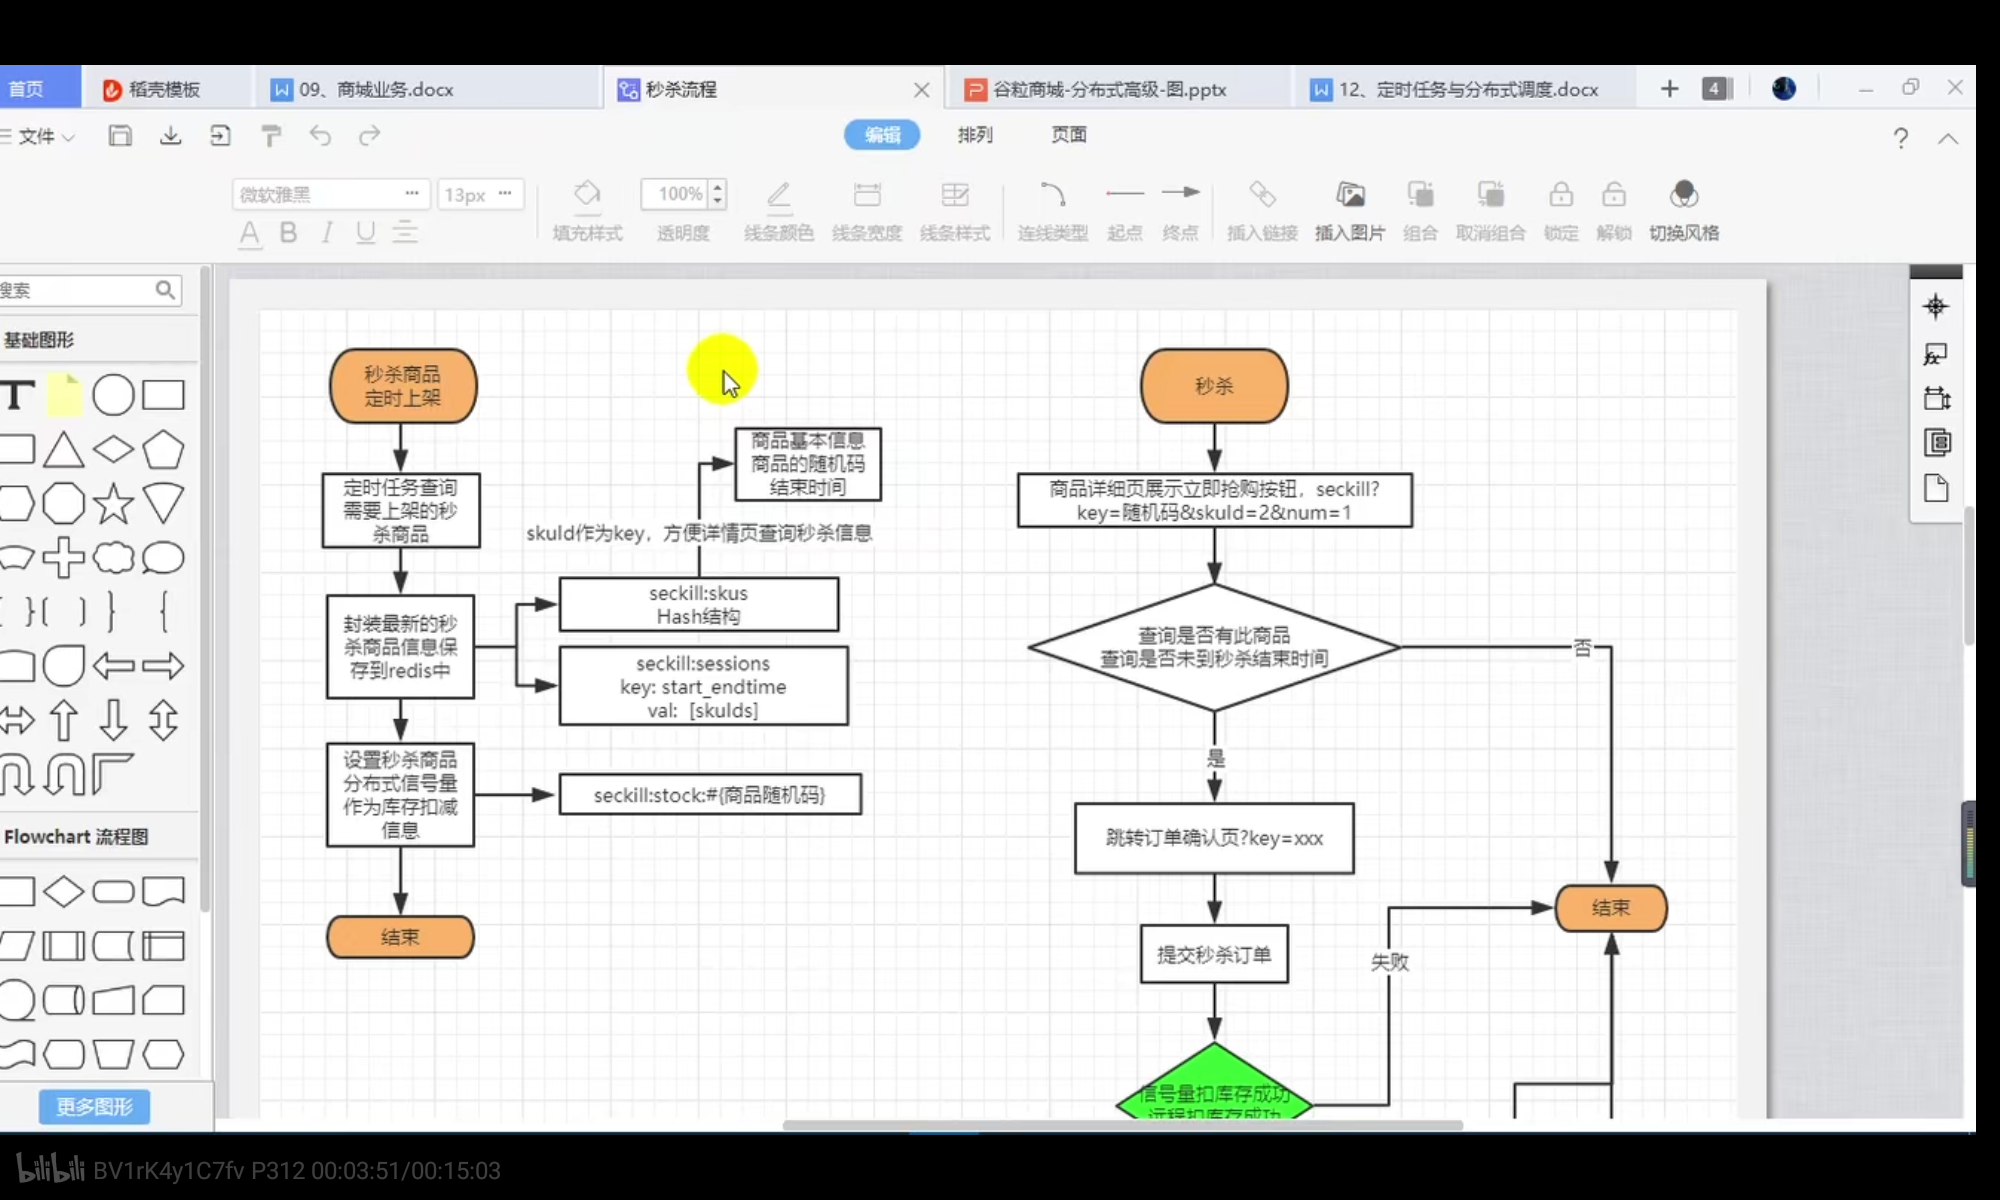 首页
稻壳模板
09、商城业务.docx
秒杀流程
谷粒商城-分布式高级-图.pptx
12、定时任务与分布式调度.docx
4
文件
编辑
排列
页面
?
微软雅黑
13px
100%
A B I U
填充样式
透明度
线条颜色
线条宽度
线条样式
连线类型
起点
终点
插入链接
插入图片
组合
取消组合
锁定
解锁
切换风格
搜索
基础图形
T
Flowchart 流程图
更多图形
秒杀商品
定时上架
定时任务查询
需要上架的秒
杀商品
封装最新的秒
杀商品信息保
存到redis中
设置秒杀商品
分布式信号量
作为库存扣减
信息
结束
商品基本信息
商品的随机码
结束时间
skuId作为key，方便详情页查询秒杀信息
seckill:skus
Hash结构
seckill:sessions
key: start_endtime
val: [skuIds]
seckill:stock:#{商品随机码}
秒杀
商品详细页展示立即抢购按钮，seckill?
key=随机码&skuId=2&num=1
查询是否有此商品
查询是否未到秒杀结束时间
否
是
跳转订单确认页?key=xxx
提交秒杀订单
失败
结束
信号量扣库存成功
远程扣库存成功
bilibili BV1rK4y1C7fv P312 00:03:51/00:15:03